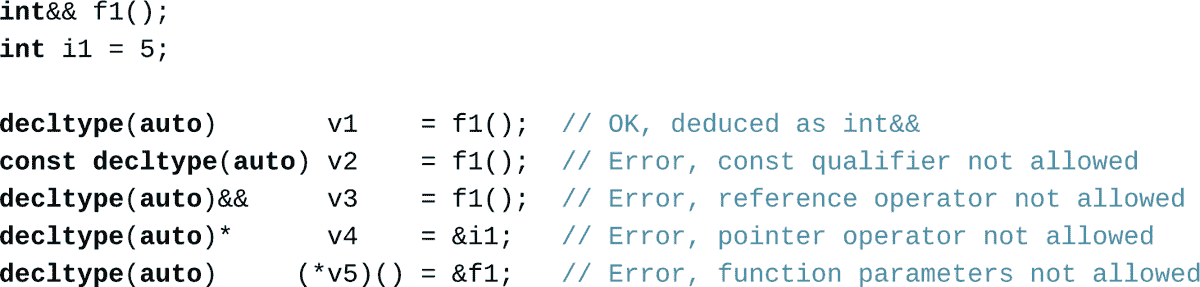 int&& f1();
int i1 = 5;
decltype(auto)       v1    = f1();  // OK, deduced as int&&
const decltype(auto) v2    = f1();  // Error, const qualifier not allowed
decltype(auto)&&     v3    = f1();  // Error, reference operator not allowed
decltype(auto)*      v4    = &i1;   // Error, pointer operator not allowed
decltype(auto)     (*v5)() = &f1;   // Error, function parameters not allowed